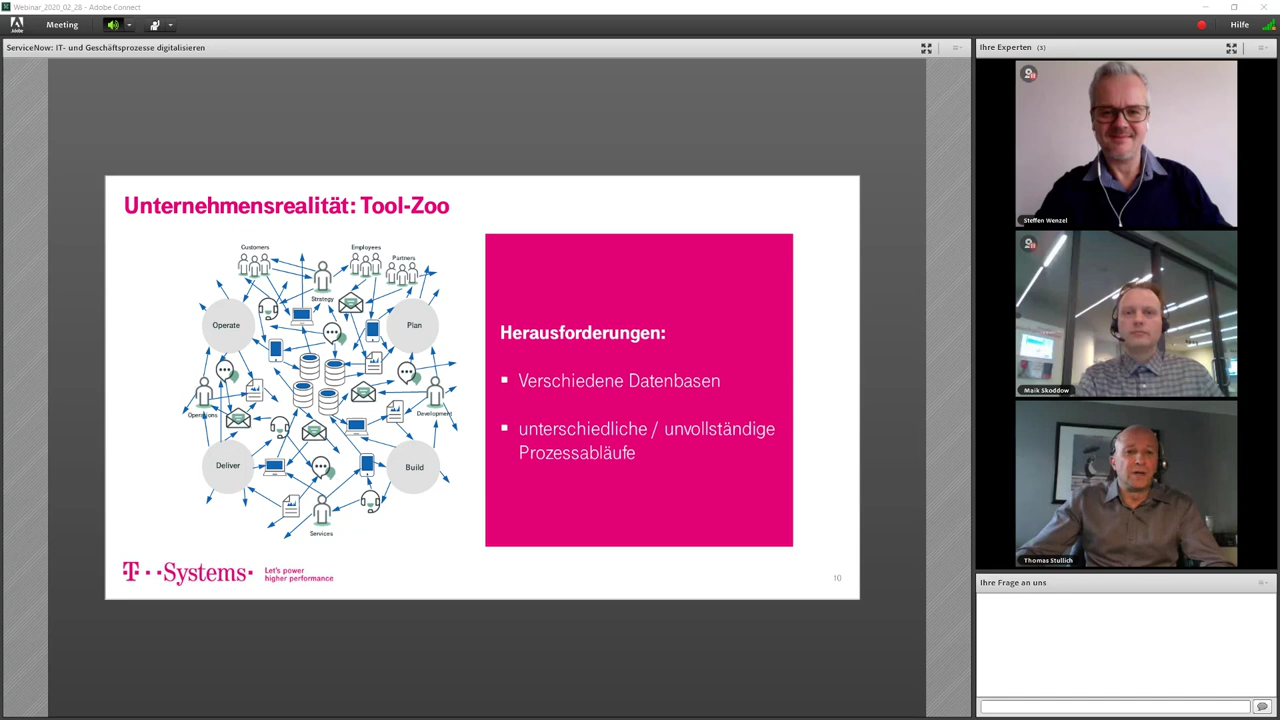 Webinar_2020_02_28 - Adobe Connect
Adobe
Meeting
Hilfe
ServiceNow: IT- und Geschäftsprozesse digitalisieren
Unternehmensrealität: Tool-Zoo
Customers
Employees
Partners
Strategy
Operate
Plan
Operations
Development
Deliver
Build
Services
Herausforderungen:
▪ Verschiedene Datenbasen
▪ unterschiedliche / unvollständige
Prozessabläufe
T··Systems·
Let's power
higher performance
10
Ihre Experten (3)
Steffen Wenzel
Maik Skoddow
Thomas Stullich
Ihre Frage an uns